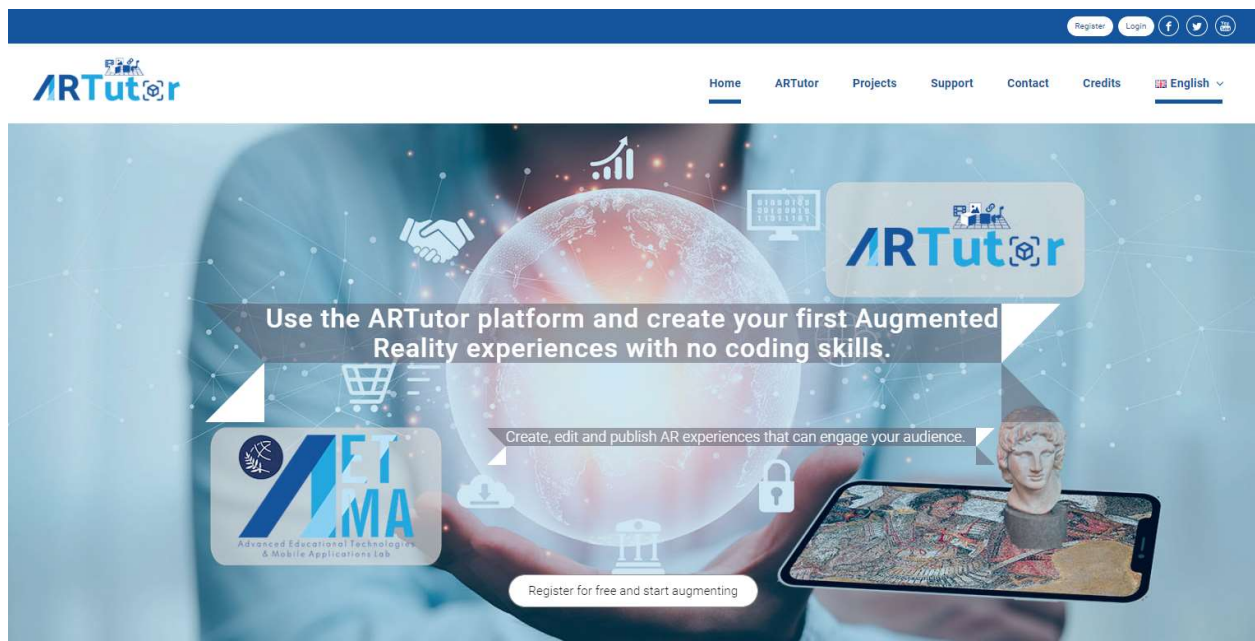 Register Login
ARTutor
Home ARTutor Projects Support Contact Credits English
ARTutor
Use the ARTutor platform and create your first Augmented
Reality experiences with no coding skills.
Create, edit and publish AR experiences that can engage your audience.
AETMA
Advanced Educational Technologies
& Mobile Applications Lab
Register for free and start augmenting